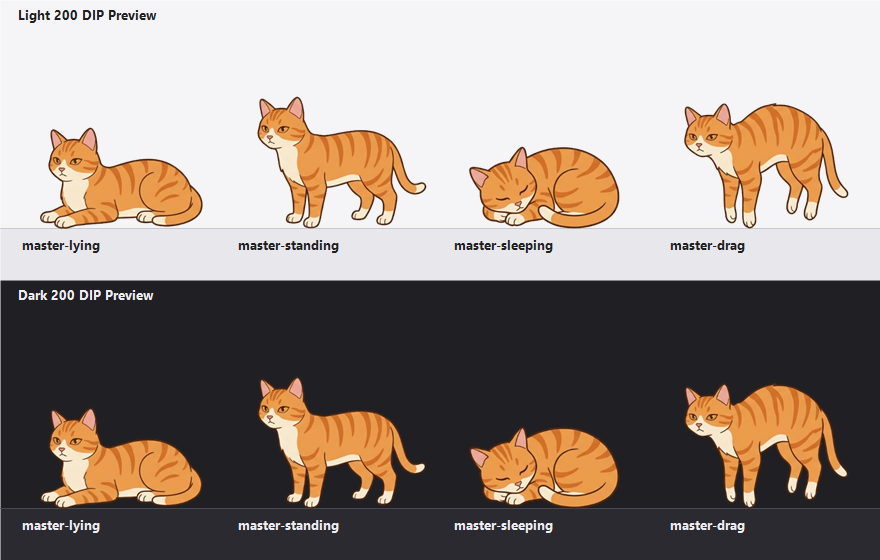 Light 200 DIP Preview
master-lying
master-standing
master-sleeping
master-drag
Dark 200 DIP Preview
master-lying
master-standing
master-sleeping
master-drag